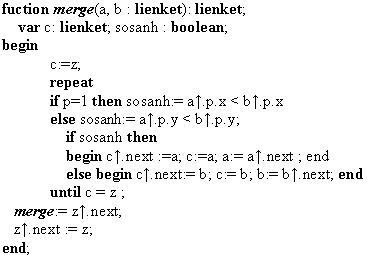 fuction merge(a, b : lienket): lienket;
var c: lienket; sosanh : boolean;
begin
c:=z;
repeat
if p=1 then sosanh:= a↑.p.x < b↑.p.x
else sosanh:= a↑.p.y < b↑.p.y;
if sosanh then
begin c↑.next :=a; c:=a; a:= a↑.next ; end
else begin c↑.next:= b; c:= b; b:= b↑.next; end
until c = z ;
merge:= z↑.next;
z↑.next := z;
end;